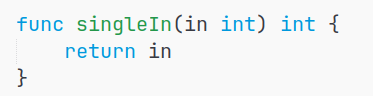 func singleIn(in int) int {
    return in
}